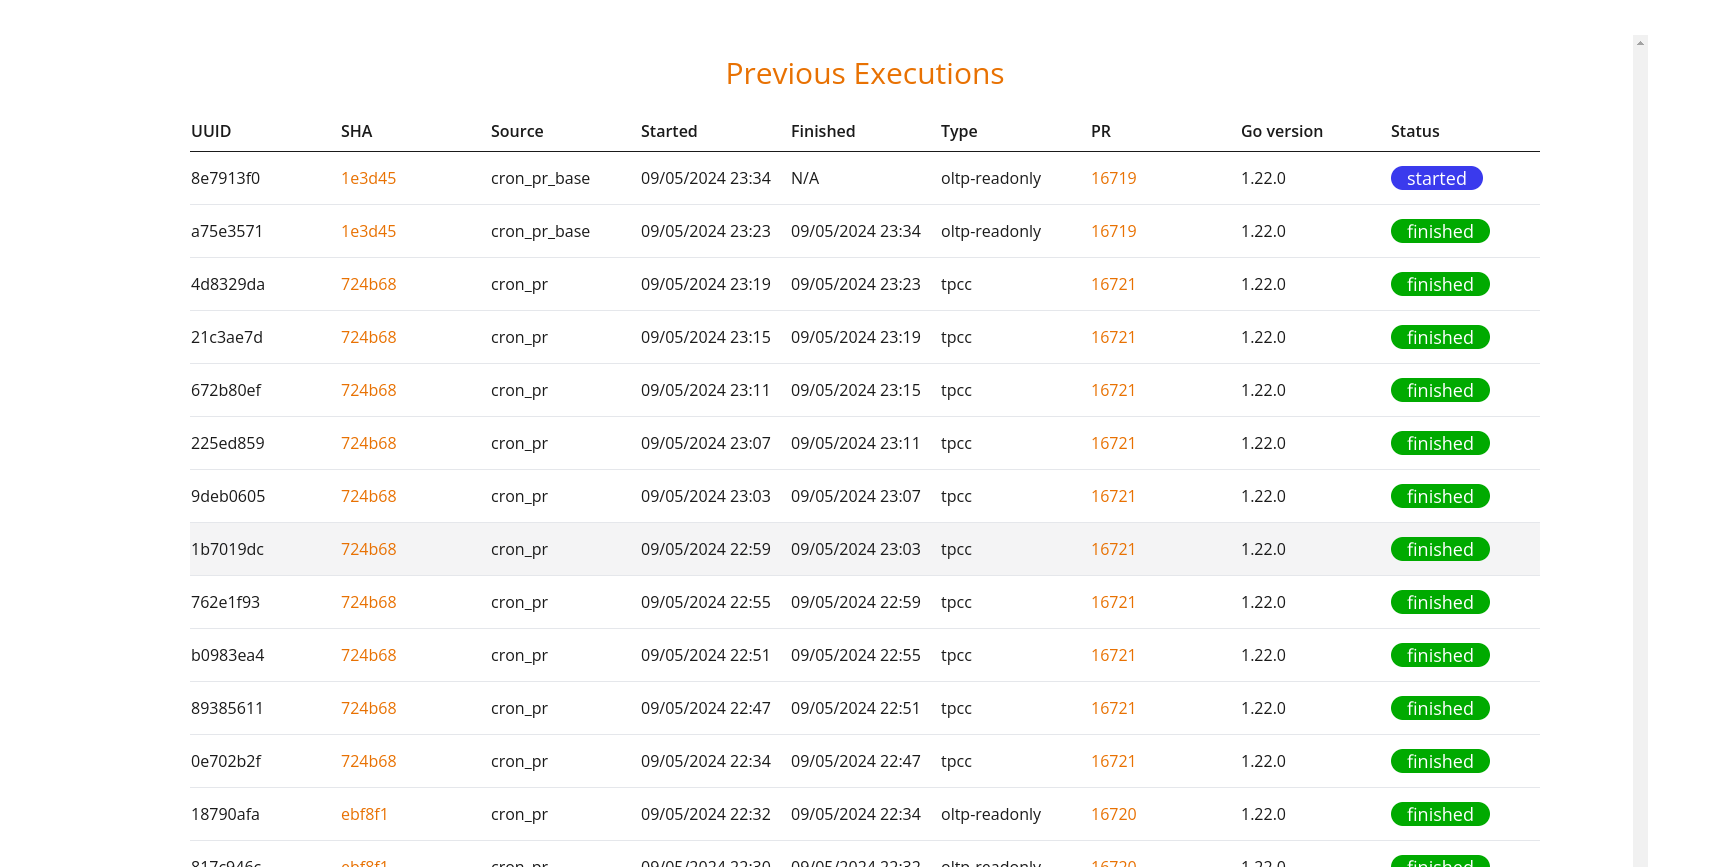 Previous Executions
UUID SHA Source Started Finished Type PR Go version Status
8e7913f0 1e3d45 cron_pr_base 09/05/2024 23:34 N/A oltp-readonly 16719 1.22.0 started
a75e3571 1e3d45 cron_pr_base 09/05/2024 23:23 09/05/2024 23:34 oltp-readonly 16719 1.22.0 finished
4d8329da 724b68 cron_pr 09/05/2024 23:19 09/05/2024 23:23 tpcc 16721 1.22.0 finished
21c3ae7d 724b68 cron_pr 09/05/2024 23:15 09/05/2024 23:19 tpcc 16721 1.22.0 finished
672b80ef 724b68 cron_pr 09/05/2024 23:11 09/05/2024 23:15 tpcc 16721 1.22.0 finished
225ed859 724b68 cron_pr 09/05/2024 23:07 09/05/2024 23:11 tpcc 16721 1.22.0 finished
9deb0605 724b68 cron_pr 09/05/2024 23:03 09/05/2024 23:07 tpcc 16721 1.22.0 finished
1b7019dc 724b68 cron_pr 09/05/2024 22:59 09/05/2024 23:03 tpcc 16721 1.22.0 finished
762e1f93 724b68 cron_pr 09/05/2024 22:55 09/05/2024 22:59 tpcc 16721 1.22.0 finished
b0983ea4 724b68 cron_pr 09/05/2024 22:51 09/05/2024 22:55 tpcc 16721 1.22.0 finished
89385611 724b68 cron_pr 09/05/2024 22:47 09/05/2024 22:51 tpcc 16721 1.22.0 finished
0e702b2f 724b68 cron_pr 09/05/2024 22:34 09/05/2024 22:47 tpcc 16721 1.22.0 finished
18790afa ebf8f1 cron_pr 09/05/2024 22:32 09/05/2024 22:34 oltp-readonly 16720 1.22.0 finished
ebf8f1 cron_pr 09/05/2024 22:30 09/05/2024 22:32 oltp-readonly 16720 1.22.0 finished